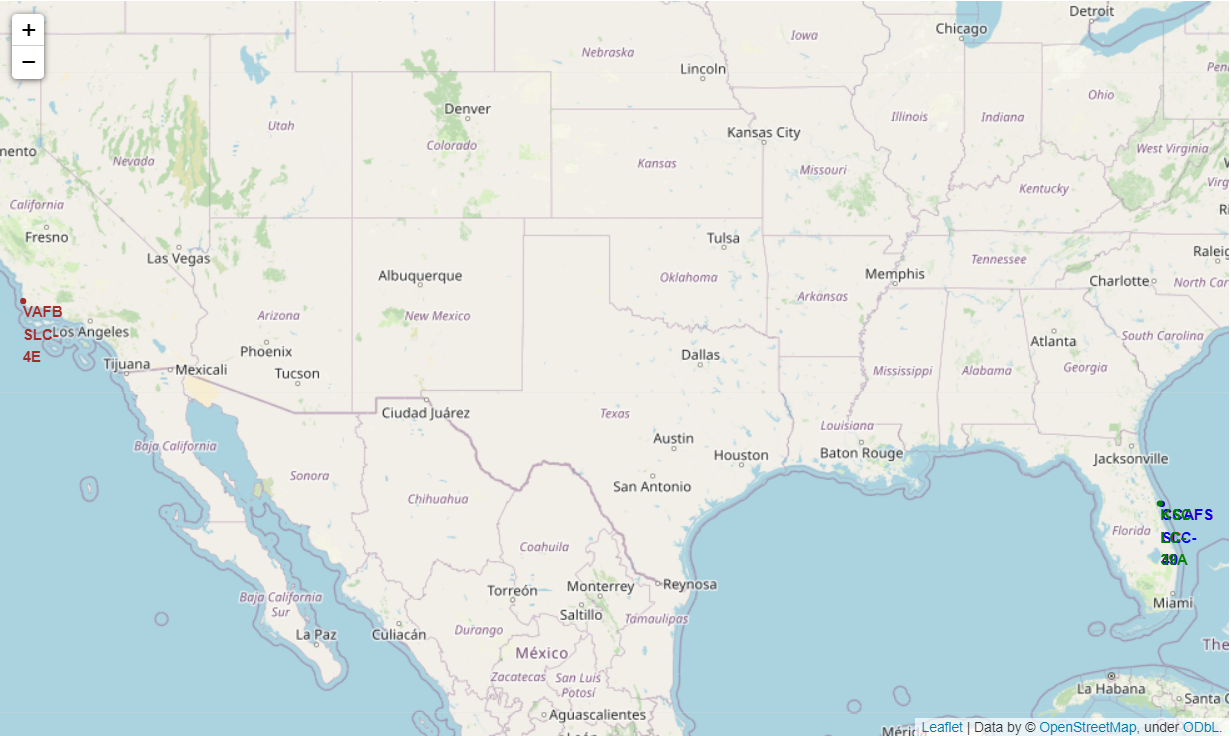 +
−
Detroit
Chicago
Iowa
Nebraska
Lincoln
Denver
Ohio
Utah
Illinois
Indiana
Kansas City
Colorado
nento
Nevada
Kansas
Missouri
West Virginia
Kentucky
California
Fresno
Tulsa
Raleig
Las Vegas
Tennessee
Albuquerque
Oklahoma
Memphis
Charlotte
North Car
Arkansas
VAFB
SLC-
4E
Los Angeles
Arizona
New Mexico
South Carolina
Atlanta
Phoenix
Dallas
Tijuana
Mexicali
Tucson
Mississippi
Alabama
Georgia
Ciudad Juárez
Texas
Louisiana
Austin
Baja California
Houston
Baton Rouge
Jacksonville
Sonora
San Antonio
Chihuahua
Florida
Coahuila
Torreón
Monterrey
Reynosa
Baja California
Sur
Saltillo
Tamaulipas
Miami
La Paz
Culiacán
Durango
México
The
Zacatecas
San Luis
Potosí
La Habana
Santa C
Aguascalientes
León
Méric
Leaflet | Data by © OpenStreetMap, under ODbL.